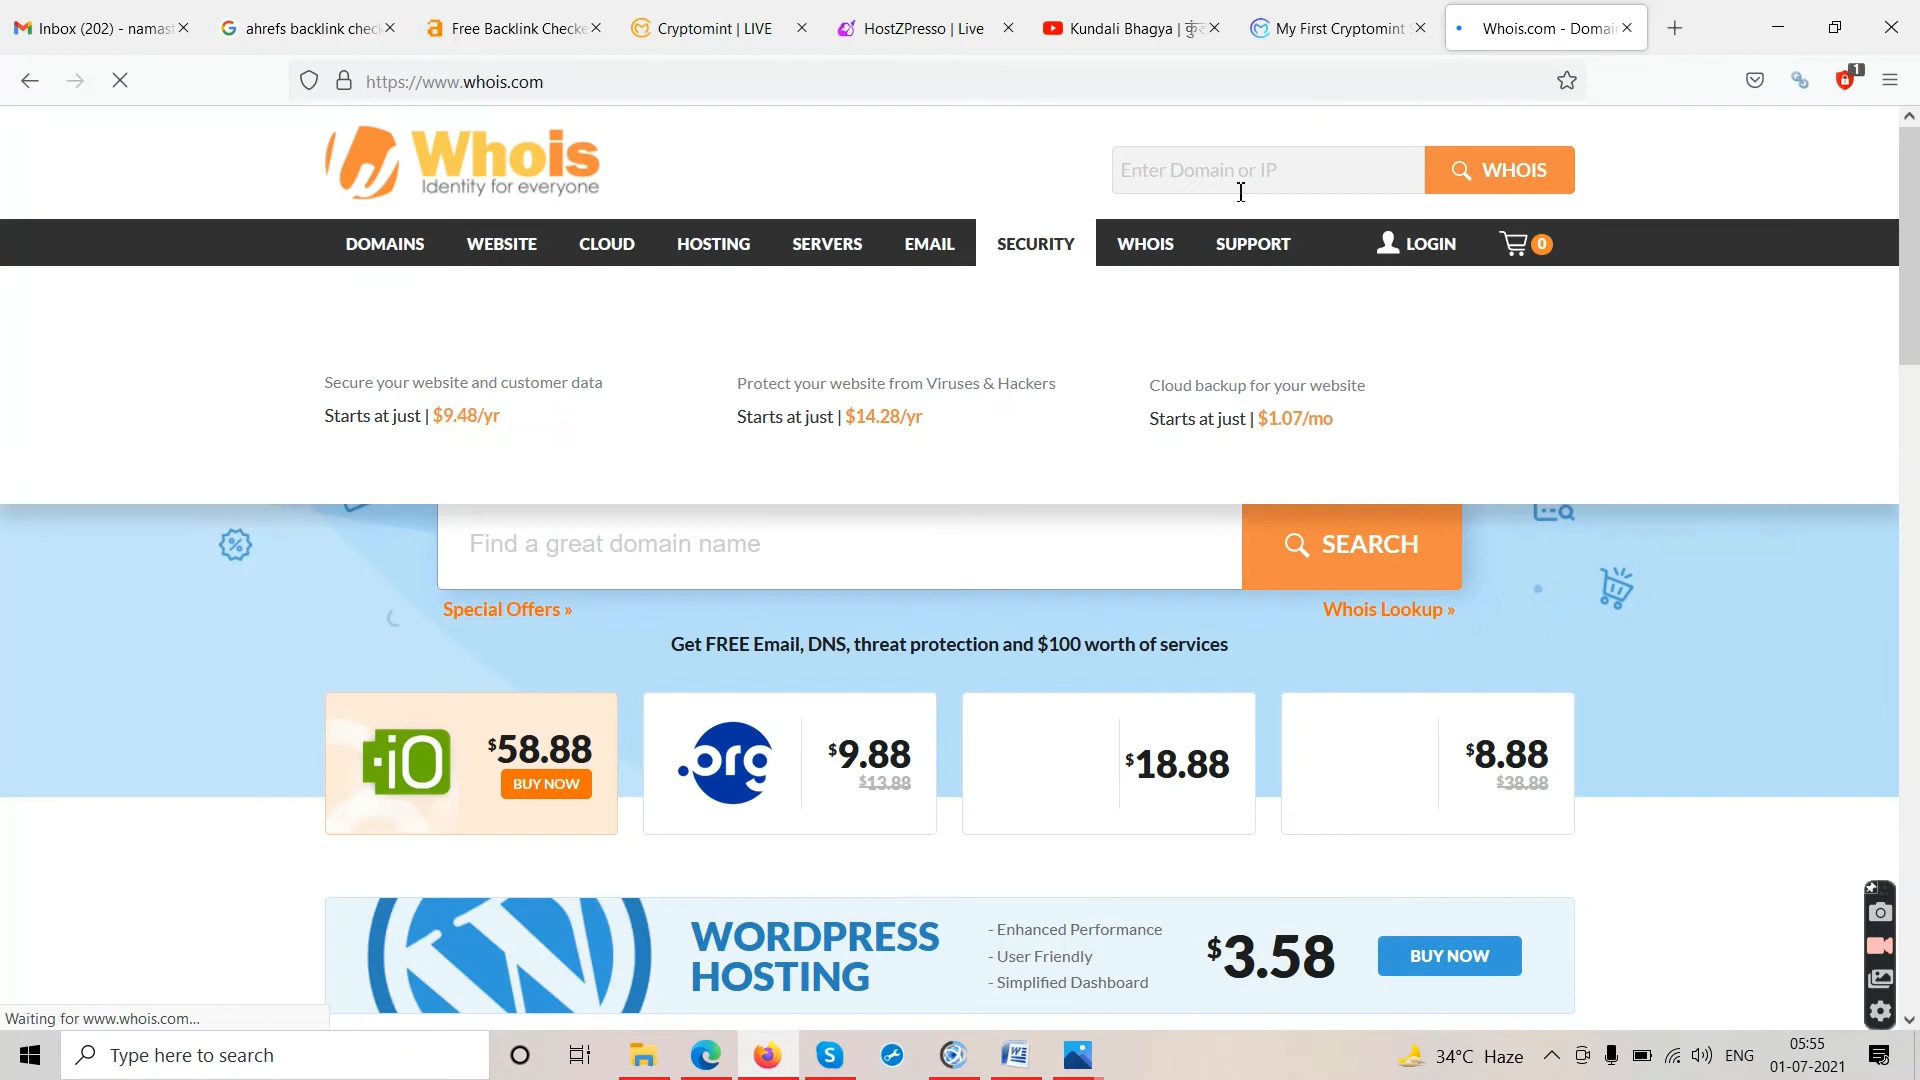 Inbox (202) - namast
ahrefs backlink check
Free Backlink Checke
Cryptomint | LIVE
HostZPresso | Live
Kundali Bhagya |
My First Cryptomint
Whois.com - Domai
https://www.whois.com
1
Whois
Identity for everyone
Enter Domain or IP
WHOIS
DOMAINS WEBSITE CLOUD HOSTING SERVERS EMAIL SECURITY WHOIS SUPPORT LOGIN 0
Secure your website and customer data
Starts at just | $9.48/yr
Protect your website from Viruses & Hackers
Starts at just | $14.28/yr
Cloud backup for your website
Starts at just | $1.07/mo
Find a great domain name
SEARCH
Special Offers »
Whois Lookup »
Get FREE Email, DNS, threat protection and $100 worth of services
.iO
$58.88
BUY NOW
.org
$9.88
$13.88
$18.88
$8.88
$38.88
WORDPRESS
HOSTING
- Enhanced Performance
- User Friendly
- Simplified Dashboard
$3.58
BUY NOW
Waiting for www.whois.com...
Type here to search
34°C Haze
ENG
05:55
01-07-2021